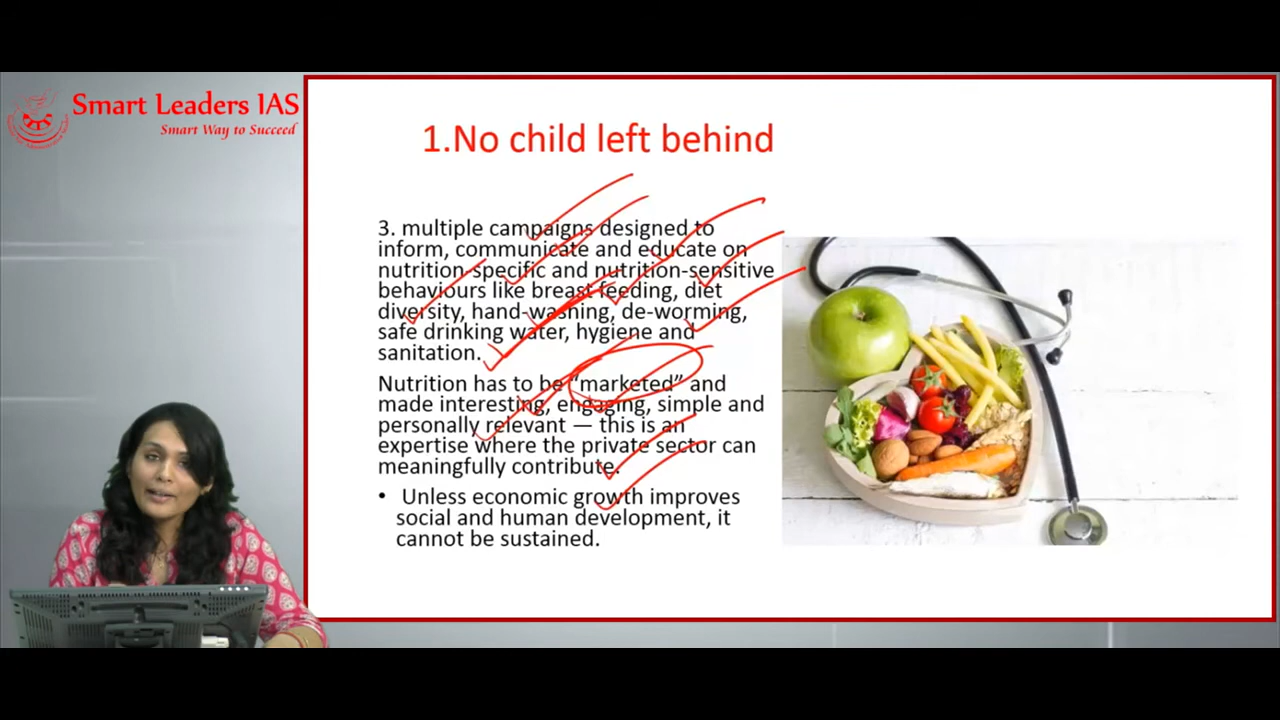 Smart Leaders IAS
Smart Way to Succeed
1.No child left behind
3. multiple campaigns designed to
inform, communicate and educate on
nutrition-specific and nutrition-sensitive
behaviours like breast feeding, diet
diversity, hand-washing, de-worming,
safe drinking water, hygiene and
sanitation.
Nutrition has to be “marketed” and
made interesting, engaging, simple and
personally relevant — this is an
expertise where the private sector can
meaningfully contribute.
• Unless economic growth improves
social and human development, it
cannot be sustained.